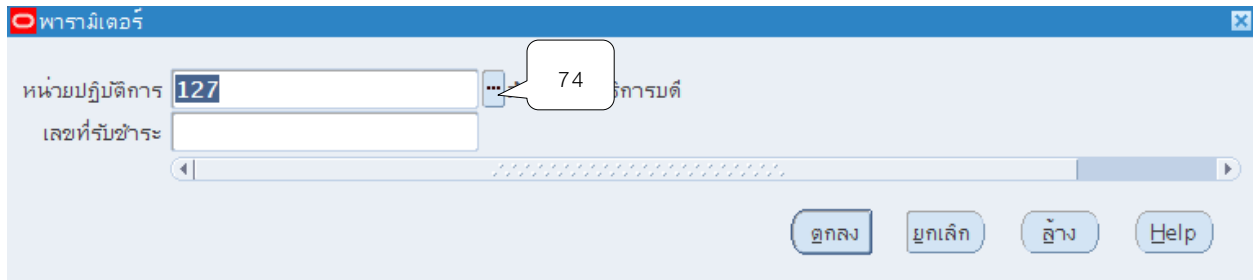 พารามิเตอร์
หน่วยปฏิบัติการ 127 ... 74 ธิการบดี
เลขที่รับชำระ
ตกลง ยกเลิก ล้าง Help